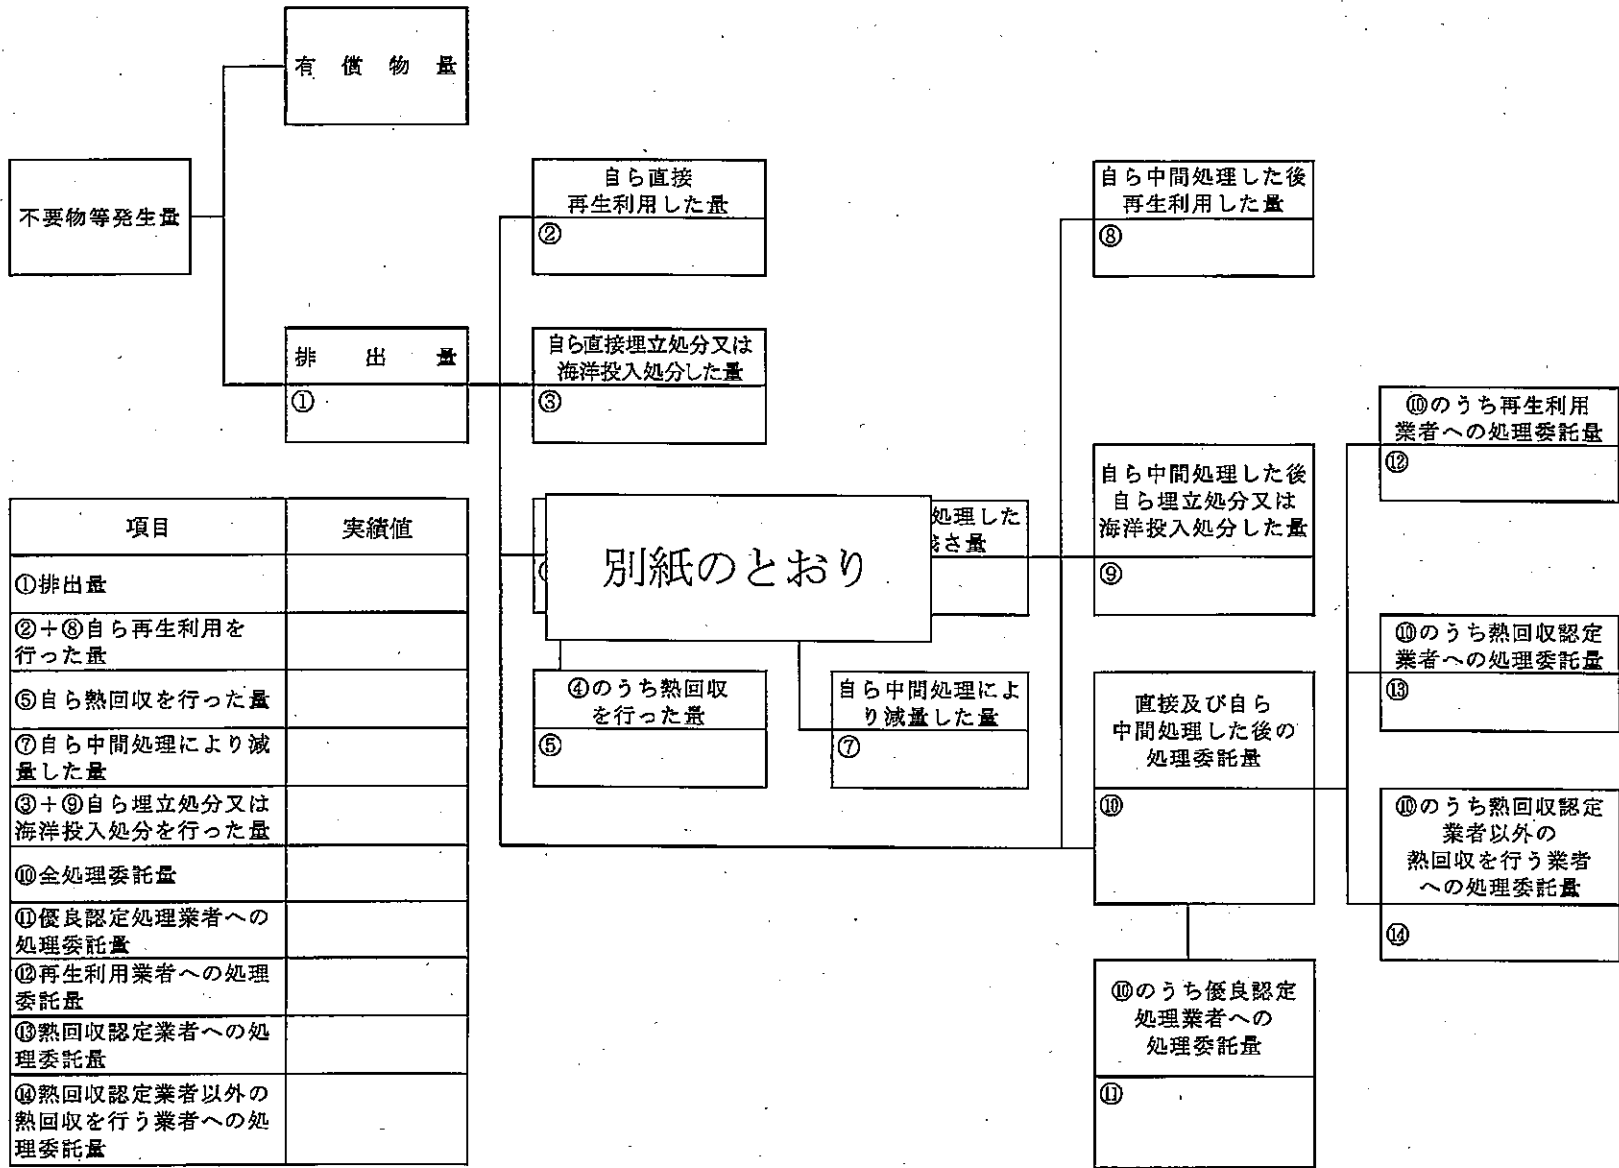 有償物量
不要物等発生量
自ら直接
再生利用した量
②
自ら中間処理した後
再生利用した量
⑧
排出量
①
自ら直接埋立処分又は
海洋投入処分した量
③
⑩のうち再生利用
業者への処理委託量
⑫
自ら中間処理した後
自ら埋立処分又は
海洋投入処分した量
⑨
処理した
さ量
別紙のとおり
⑩のうち熱回収認定
業者への処理委託量
⑬
④のうち熱回収
を行った量
⑤
自ら中間処理によ
り減量した量
⑦
直接及び自ら
中間処理した後の
処理委託量
⑩
⑩のうち熱回収認定
業者以外の
熱回収を行う業者
への処理委託量
⑭
⑩のうち優良認定
処理業者への
処理委託量
⑪
項目 実績値
①排出量
②＋⑧自ら再生利用を
行った量
⑤自ら熱回収を行った量
⑦自ら中間処理により減
量した量
③＋⑨自ら埋立処分又は
海洋投入処分を行った量
⑩全処理委託量
⑪優良認定処理業者への
処理委託量
⑫再生利用業者への処理
委託量
⑬熱回収認定業者への処
理委託量
⑭熱回収認定業者以外の
熱回収を行う業者への処
理委託量